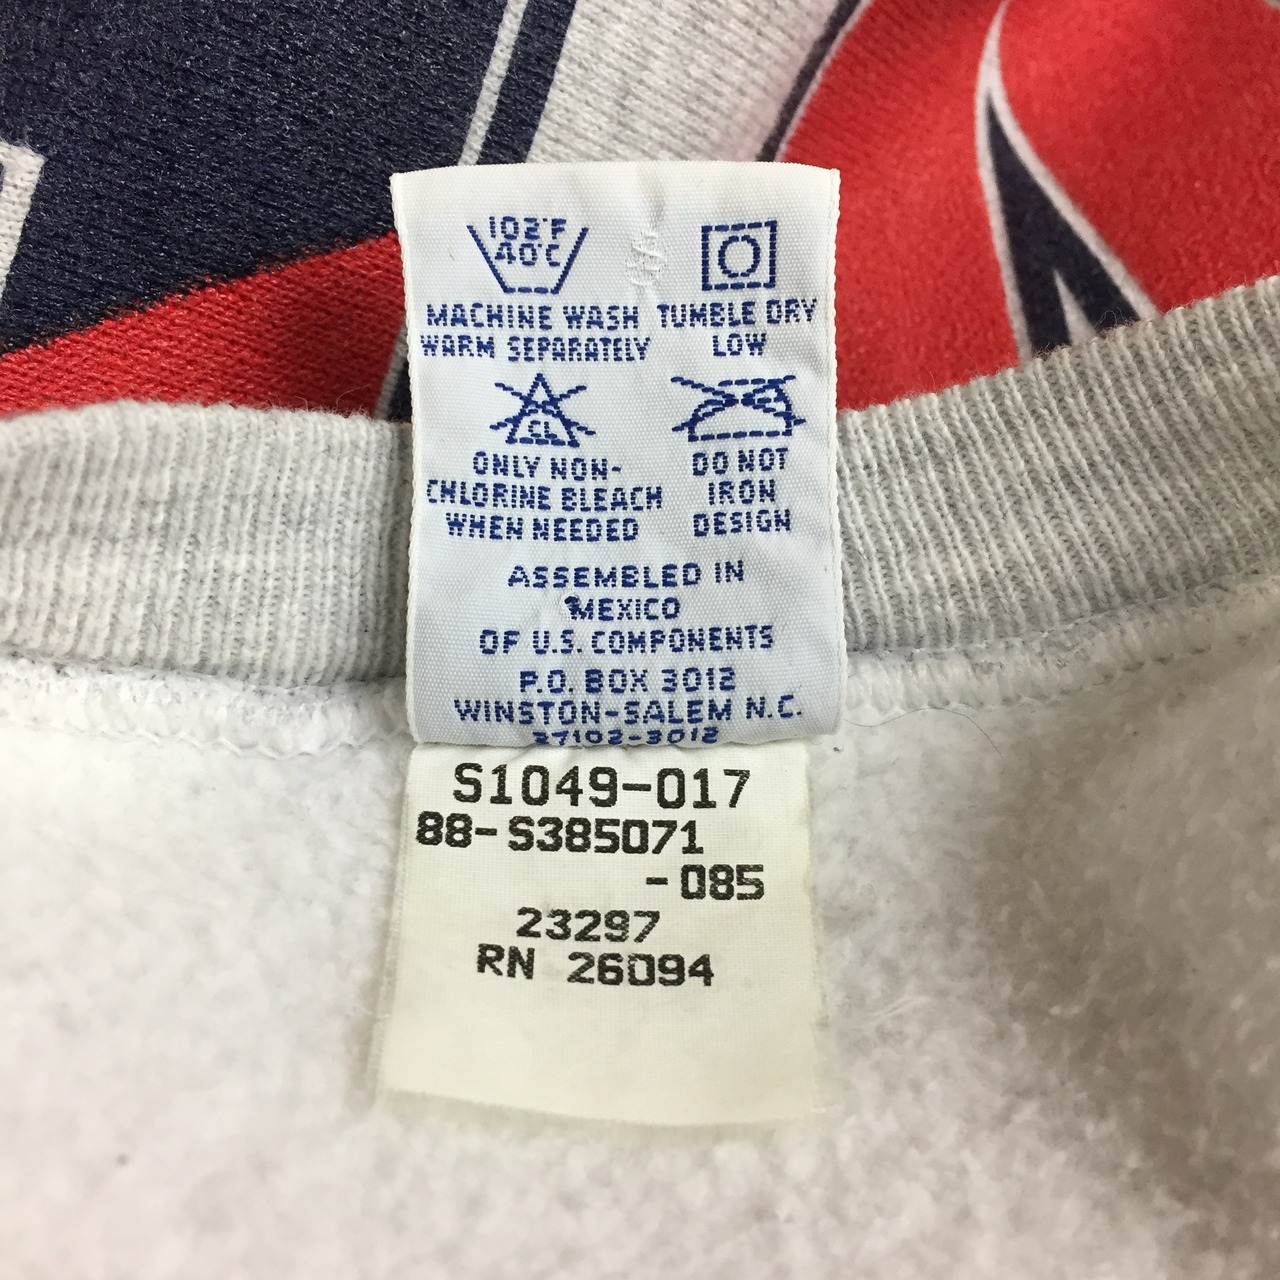 102°F
40°C
MACHINE WASH
WARM SEPARATELY
TUMBLE DRY
LOW
CL
ONLY NON-
CHLORINE BLEACH
WHEN NEEDED
DO NOT
IRON
DESIGN
ASSEMBLED IN
MEXICO
OF U.S. COMPONENTS
P.O. BOX 3012
WINSTON-SALEM N.C.
27102-3012
S1049-017
88-S385071
-085
23297
RN 26094